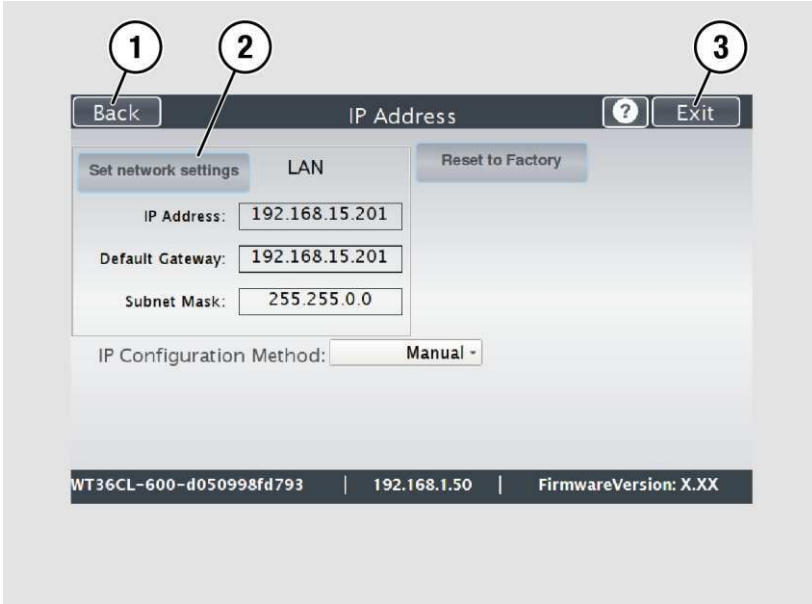 1 2 3
Back IP Address ? Exit
Set network settings LAN Reset to Factory
IP Address: 192.168.15.201
Default Gateway: 192.168.15.201
Subnet Mask: 255.255.0.0
IP Configuration Method: Manual
WT36CL-600-d050998fd793 | 192.168.1.50 | FirmwareVersion: X.XX